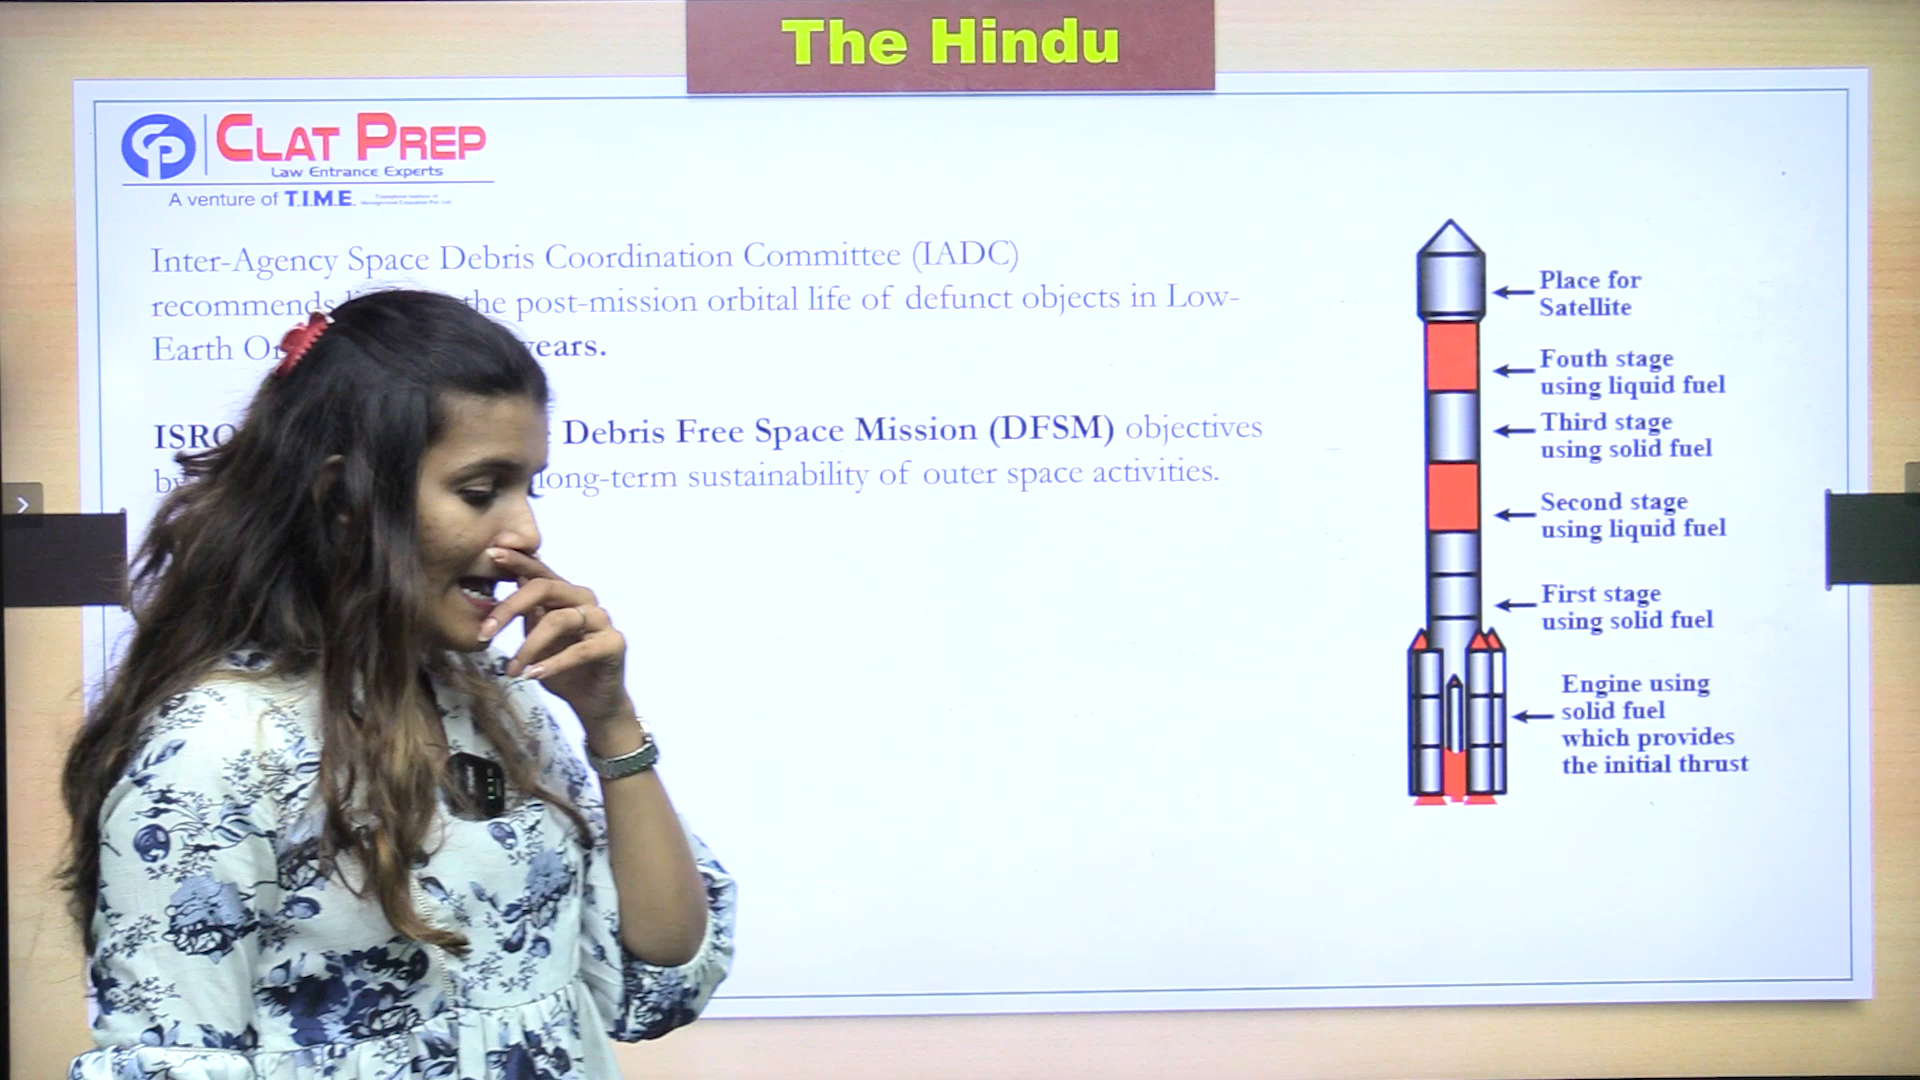 The Hindu
CLAT PREP
Law Entrance Experts
A venture of T.I.M.E.
Inter-Agency Space Debris Coordination Committee (IADC)
recommends the post-mission orbital life of defunct objects in Low-
Earth years.
ISRO Debris Free Space Mission (DFSM) objectives
long-term sustainability of outer space activities.
Place for
Satellite
Fouth stage
using liquid fuel
Third stage
using solid fuel
Second stage
using liquid fuel
First stage
using solid fuel
Engine using
solid fuel
which provides
the initial thrust